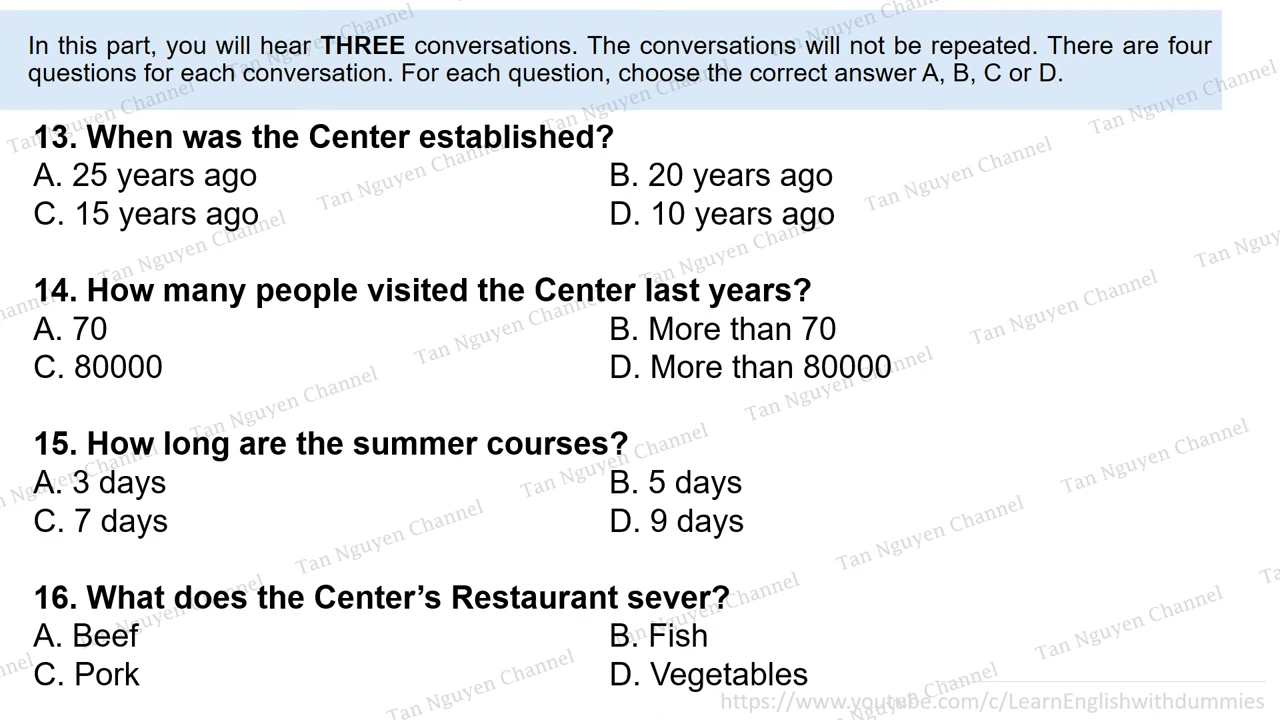 In this part, you will hear THREE conversations. The conversations will not be repeated. There are four
questions for each conversation. For each question, choose the correct answer A, B, C or D.
13. When was the Center established?
A. 25 years ago B. 20 years ago
C. 15 years ago D. 10 years ago
14. How many people visited the Center last years?
A. 70 B. More than 70
C. 80000 D. More than 80000
15. How long are the summer courses?
A. 3 days B. 5 days
C. 7 days D. 9 days
16. What does the Center’s Restaurant sever?
A. Beef B. Fish
C. Pork D. Vegetables
https://www.youtube.com/c/LearnEnglishwithdummies
Tan Nguyen Channel